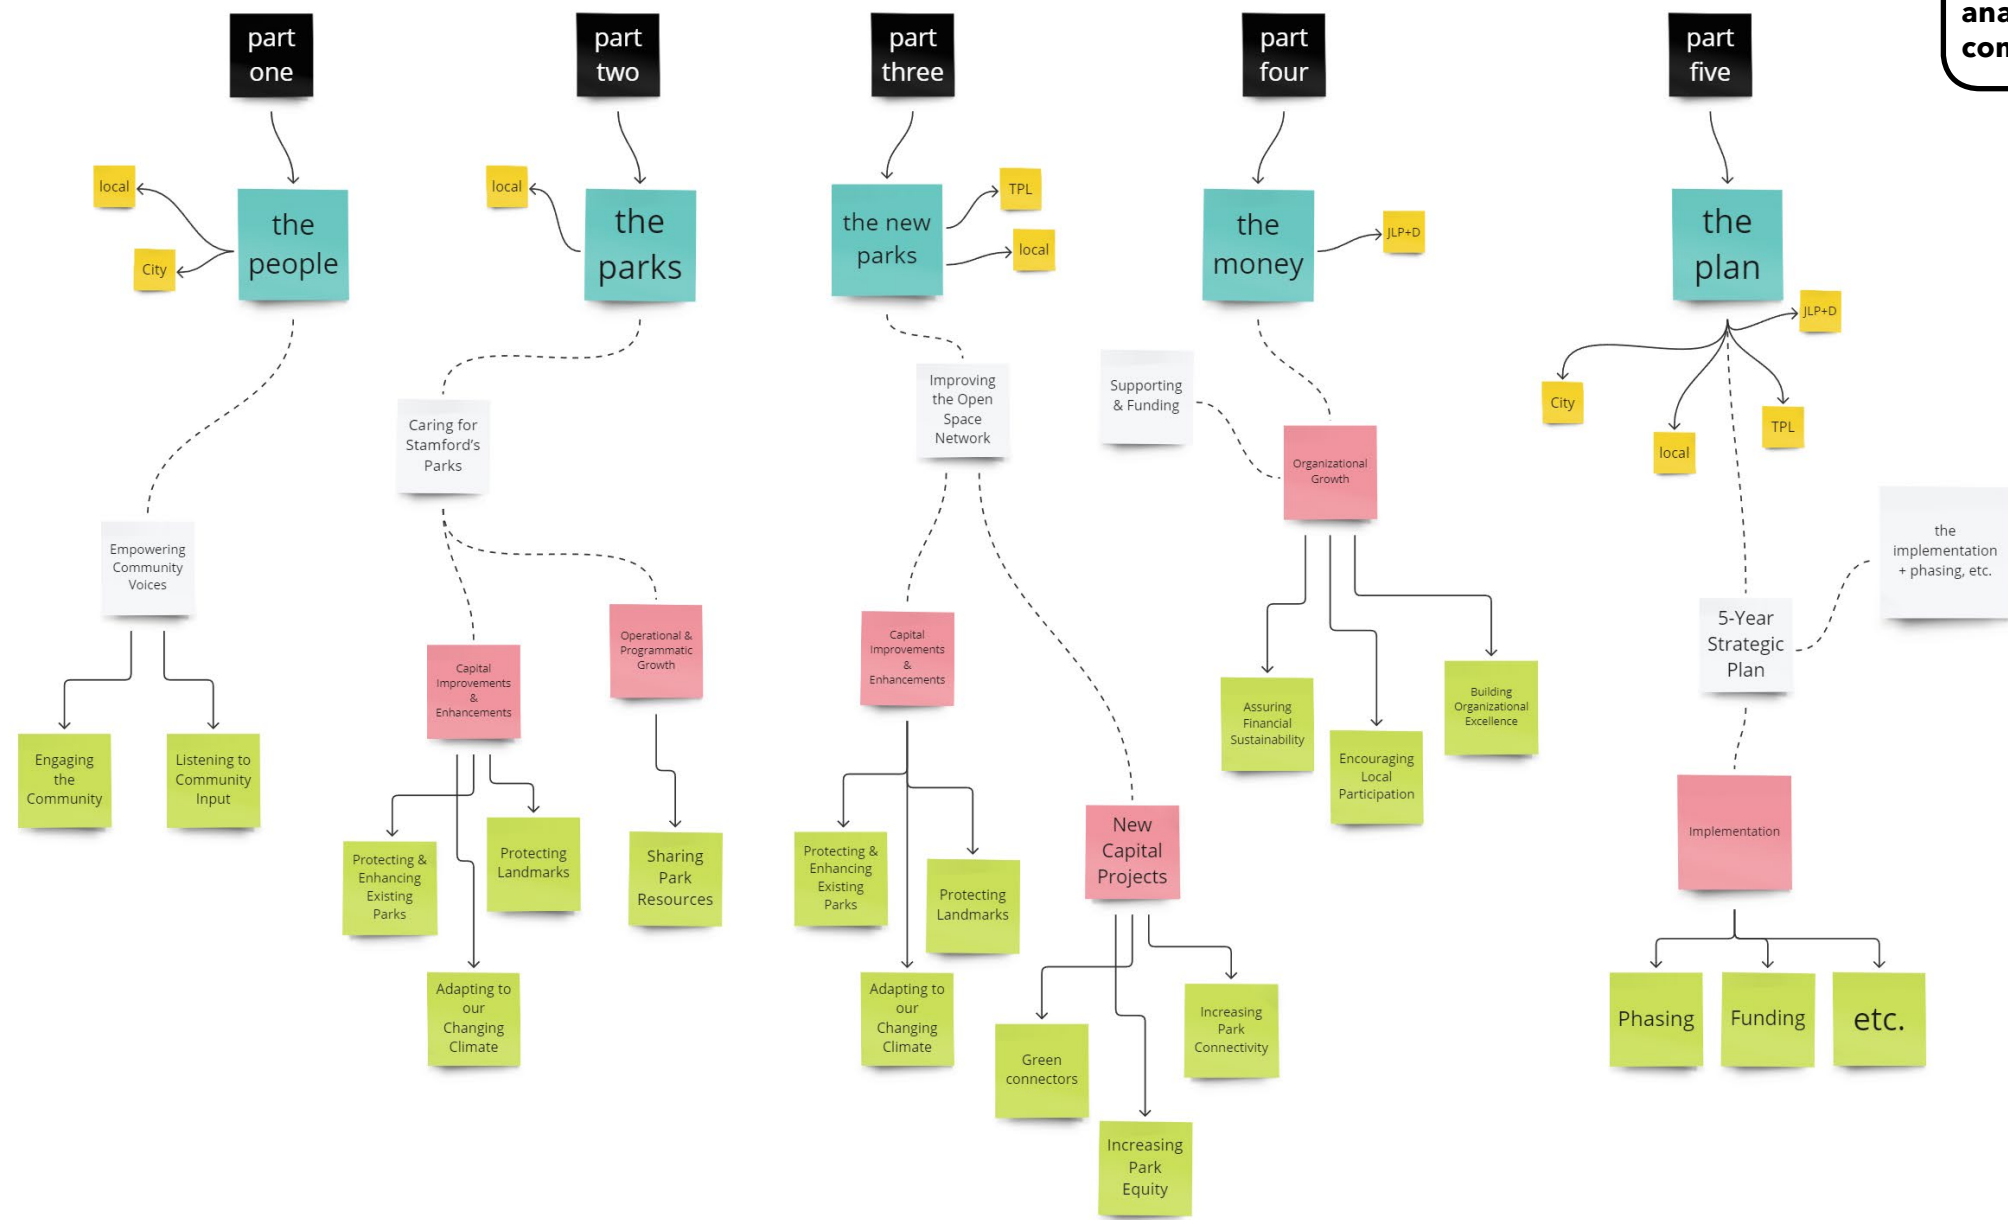 part
one
part
two
part
three
part
four
part
five
local
City
the
people
local
the
parks
the new
parks
TPL
local
the
money
JLP+D
the
plan
JLP+D
City
local
TPL
Empowering
Community
Voices
Engaging
the
Community
Listening to
Community
Input
Caring for
Stamford's
Parks
Capital
Improvements
&
Enhancements
Operational &
Programmatic
Growth
Protecting &
Enhancing
Existing
Parks
Protecting
Landmarks
Adapting to
our
Changing
Climate
Sharing
Park
Resources
Improving
the Open
Space
Network
Capital
Improvements
&
Enhancements
Protecting &
Enhancing
Existing
Parks
Protecting
Landmarks
Adapting to
our
Changing
Climate
New
Capital
Projects
Green
connectors
Increasing
Park
Equity
Increasing
Park
Connectivity
Supporting
& Funding
Organizational
Growth
Assuring
Financial
Sustainability
Encouraging
Local
Participation
Building
Organizational
Excellence
the
implementation
+ phasing, etc.
5-Year
Strategic
Plan
Implementation
Phasing
Funding
etc.